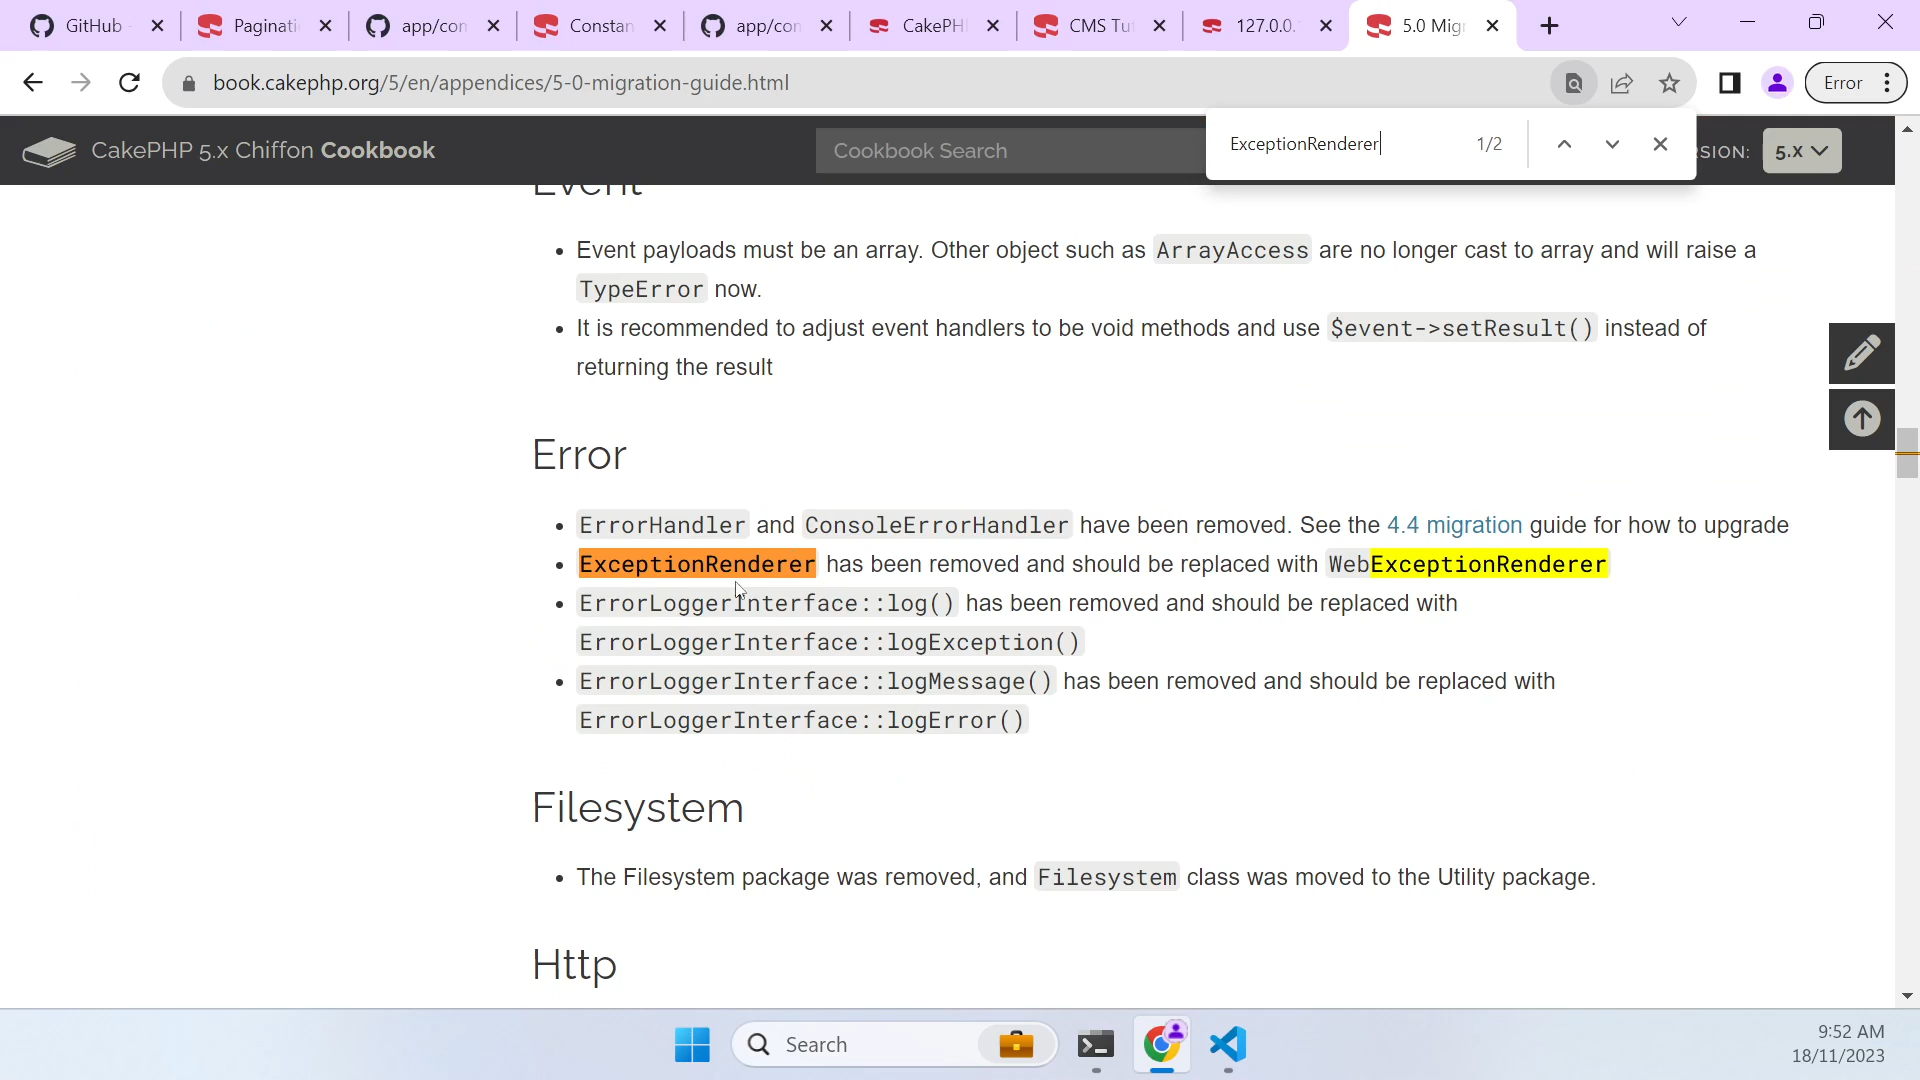 GitHub -
Paginati
app/con
Constan
app/con
CakePHP
CMS Tut
127.0.0.
5.0 Migr
book.cakephp.org/5/en/appendices/5-0-migration-guide.html
Error
CakePHP 5.x Chiffon Cookbook
Cookbook Search
ExceptionRenderer
1/2
5.x
Event
• Event payloads must be an array. Other object such as ArrayAccess are no longer cast to array and will raise a
TypeError now.
• It is recommended to adjust event handlers to be void methods and use $event->setResult() instead of
returning the result
Error
• ErrorHandler and ConsoleErrorHandler have been removed. See the 4.4 migration guide for how to upgrade
• ExceptionRenderer has been removed and should be replaced with WebExceptionRenderer
• ErrorLoggerInterface::log() has been removed and should be replaced with
ErrorLoggerInterface::logException()
• ErrorLoggerInterface::logMessage() has been removed and should be replaced with
ErrorLoggerInterface::logError()
Filesystem
• The Filesystem package was removed, and Filesystem class was moved to the Utility package.
Http
Search
9:52 AM
18/11/2023